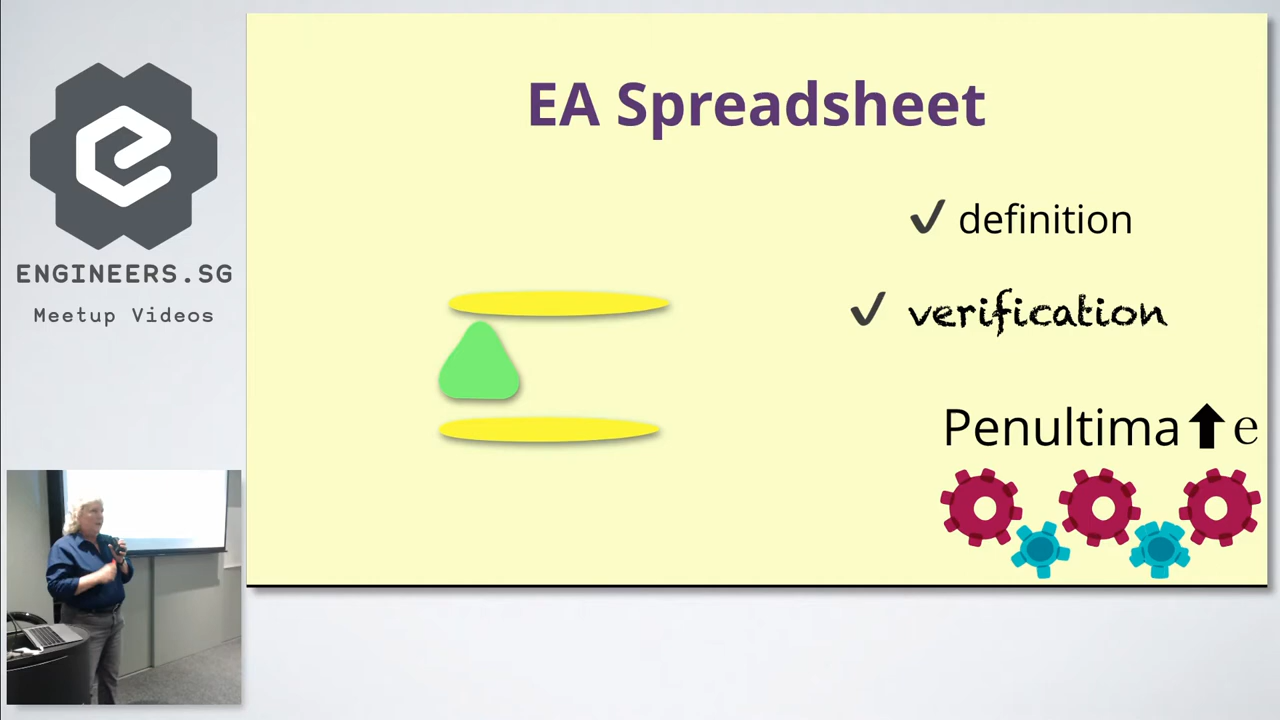 ENGINEERS.SG
Meetup Videos
EA Spreadsheet
✓ definition
✓ verification
Penultima⬆e